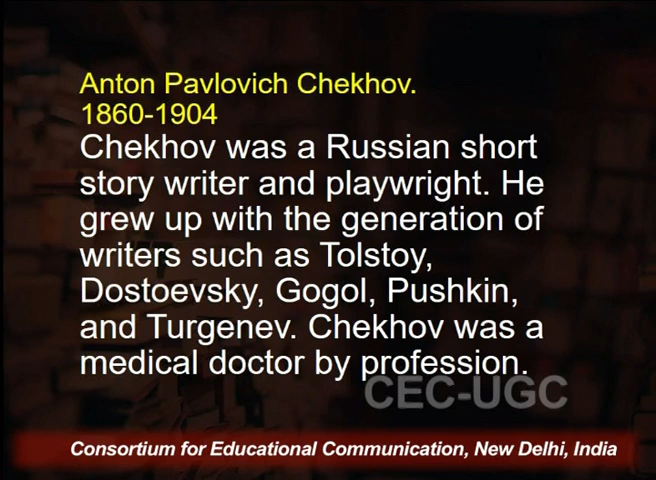 Anton Pavlovich Chekhov.
1860-1904
Chekhov was a Russian short
story writer and playwright. He
grew up with the generation of
writers such as Tolstoy,
Dostoevsky, Gogol, Pushkin,
and Turgenev. Chekhov was a
medical doctor by profession.
CEC-UGC
Consortium for Educational Communication, New Delhi, India